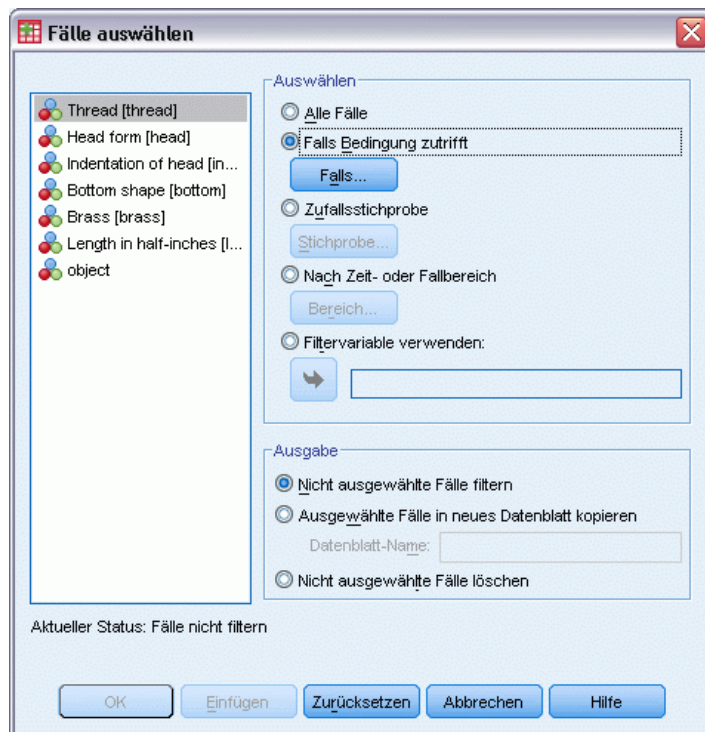 Fälle auswählen
Thread [thread]
Head form [head]
Indentation of head [in...
Bottom shape [bottom]
Brass [brass]
Length in half-inches [l...
object
Auswählen
Alle Fälle
Falls Bedingung zutrifft
Falls...
Zufallsstichprobe
Stichprobe...
Nach Zeit- oder Fallbereich
Bereich...
Filtervariable verwenden:
Ausgabe
Nicht ausgewählte Fälle filtern
Ausgewählte Fälle in neues Datenblatt kopieren
Datenblatt-Name:
Nicht ausgewählte Fälle löschen
Aktueller Status: Fälle nicht filtern
OK
Einfügen
Zurücksetzen
Abbrechen
Hilfe